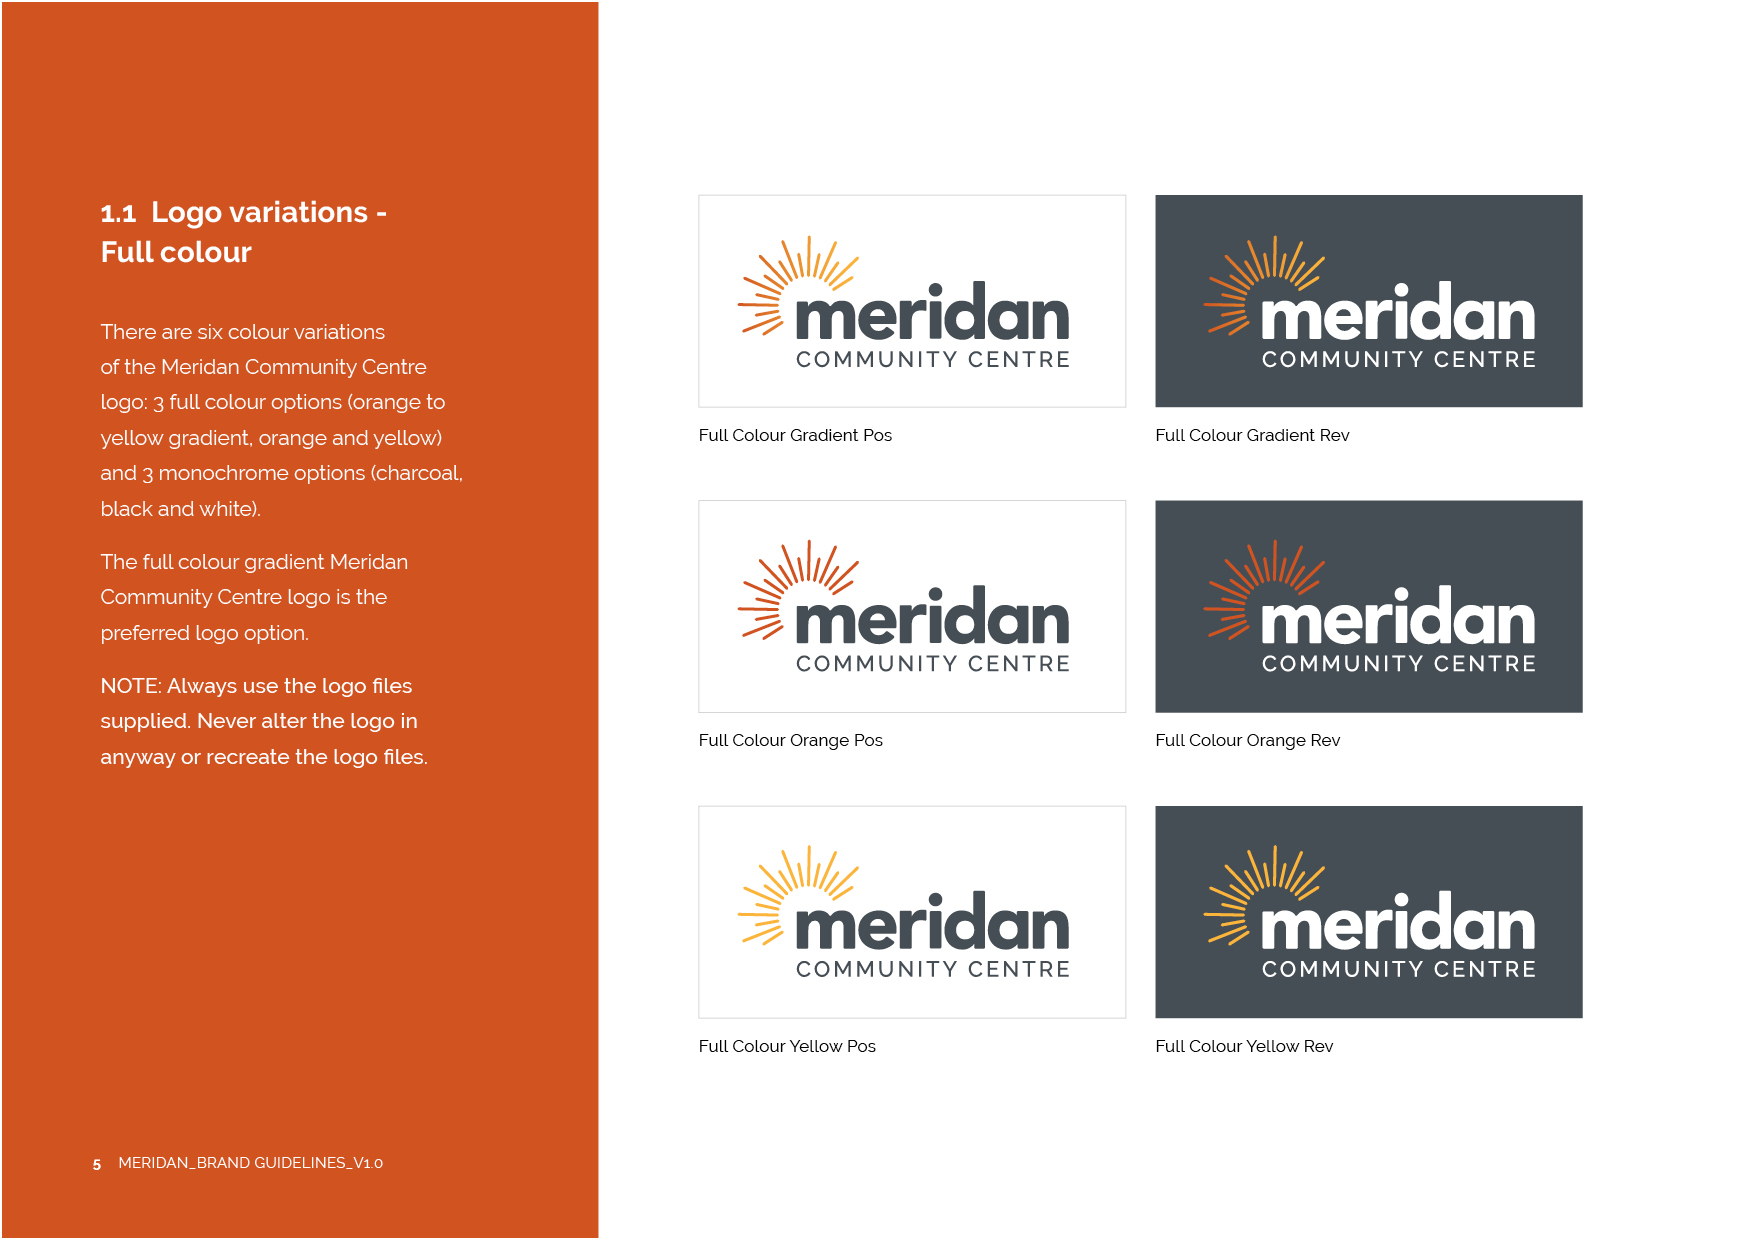 1.1 Logo variations -
Full colour
There are six colour variations
of the Meridan Community Centre
logo: 3 full colour options (orange to
yellow gradient, orange and yellow)
and 3 monochrome options (charcoal,
black and white).
The full colour gradient Meridan
Community Centre logo is the
preferred logo option.
NOTE: Always use the logo files
supplied. Never alter the logo in
anyway or recreate the logo files.
5 MERIDAN_BRAND GUIDELINES_V1.0
meridan
COMMUNITY CENTRE
Full Colour Gradient Pos
meridan
COMMUNITY CENTRE
Full Colour Gradient Rev
meridan
COMMUNITY CENTRE
Full Colour Orange Pos
meridan
COMMUNITY CENTRE
Full Colour Orange Rev
meridan
COMMUNITY CENTRE
Full Colour Yellow Pos
meridan
COMMUNITY CENTRE
Full Colour Yellow Rev